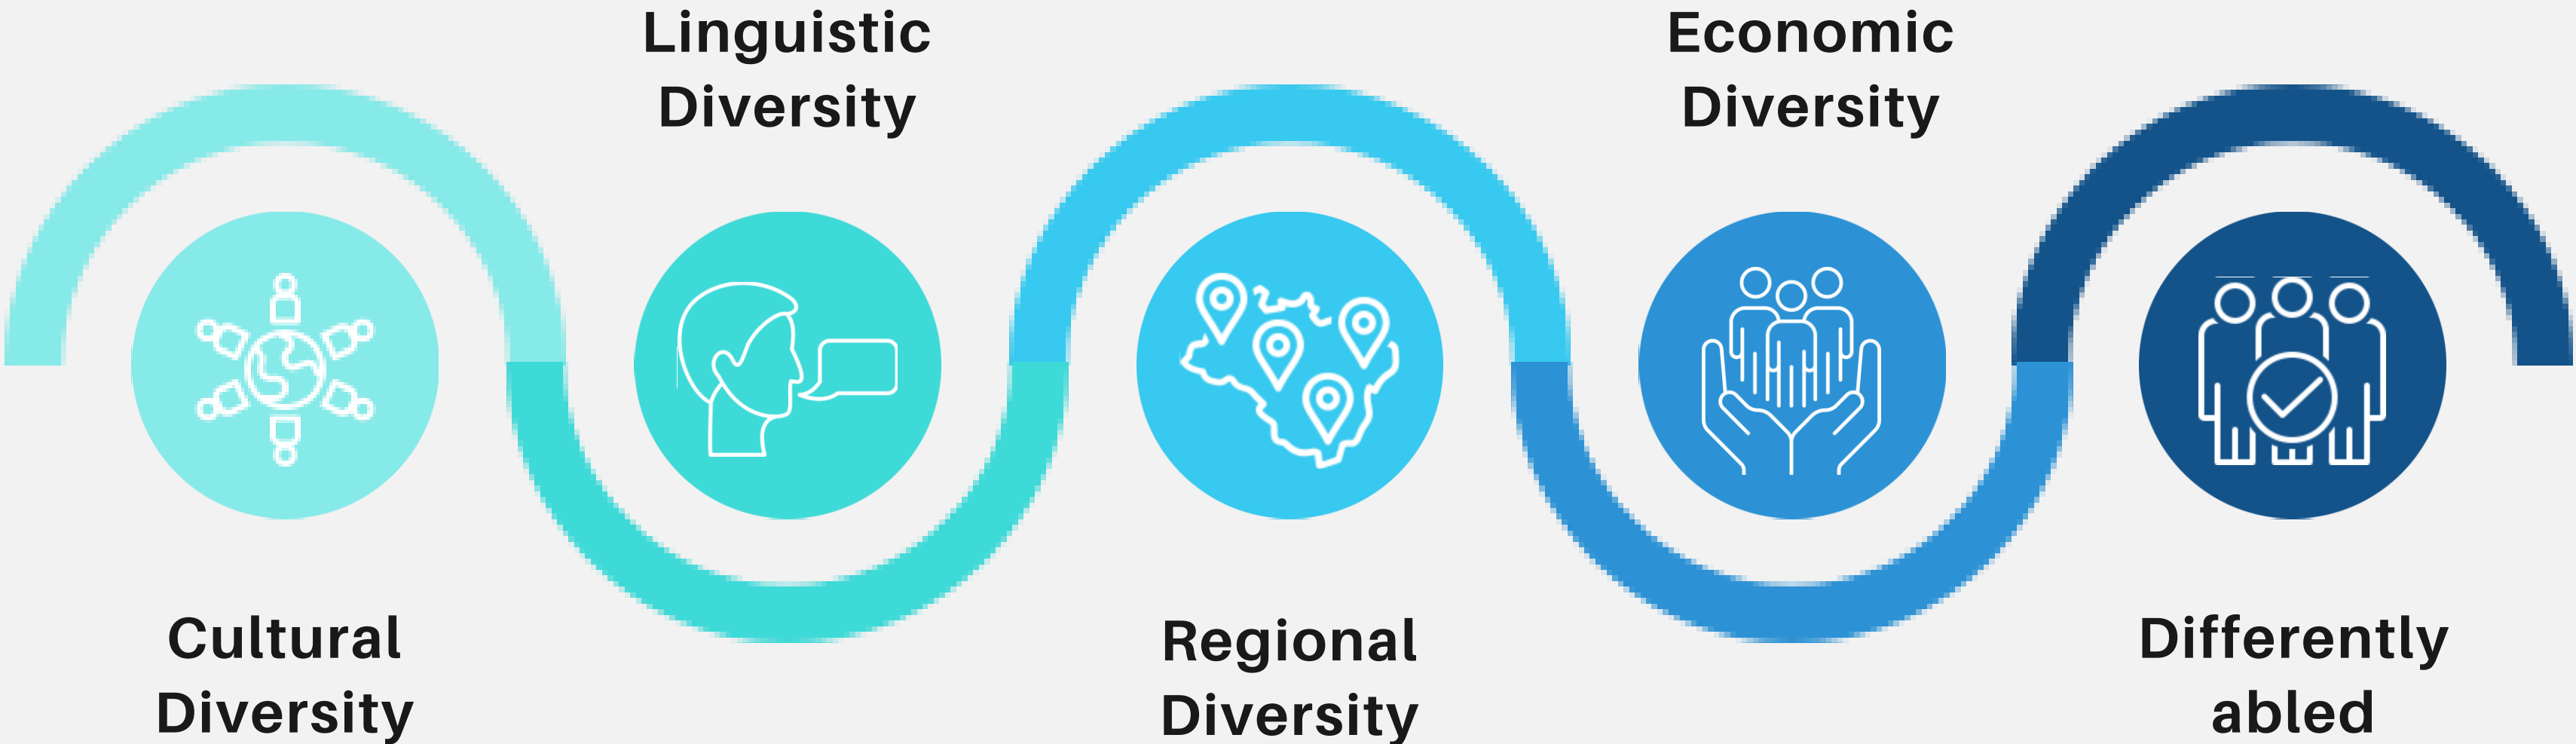 Cultural
Diversity
Linguistic
Diversity
Regional
Diversity
Economic
Diversity
Differently
abled